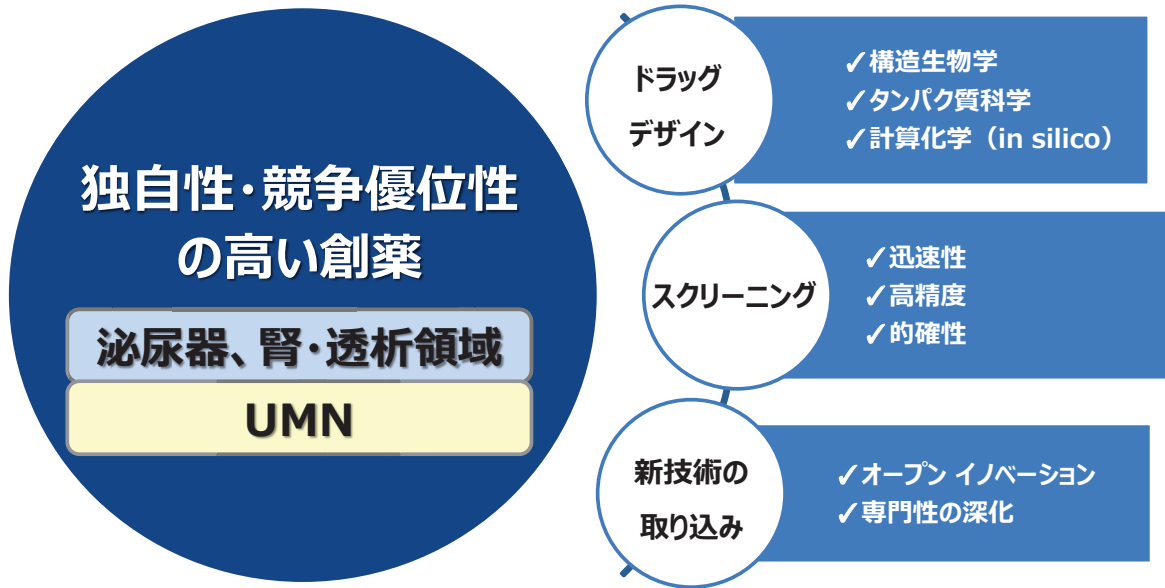 独自性･競争優位性
の高い創薬
泌尿器、腎･透析領域
UMN
ドラッグ
デザイン
✓構造生物学
✓タンパク質科学
✓計算化学（in silico）
スクリーニング
✓迅速性
✓高精度
✓的確性
新技術の
取り込み
✓オープン イノベーション
✓専門性の深化